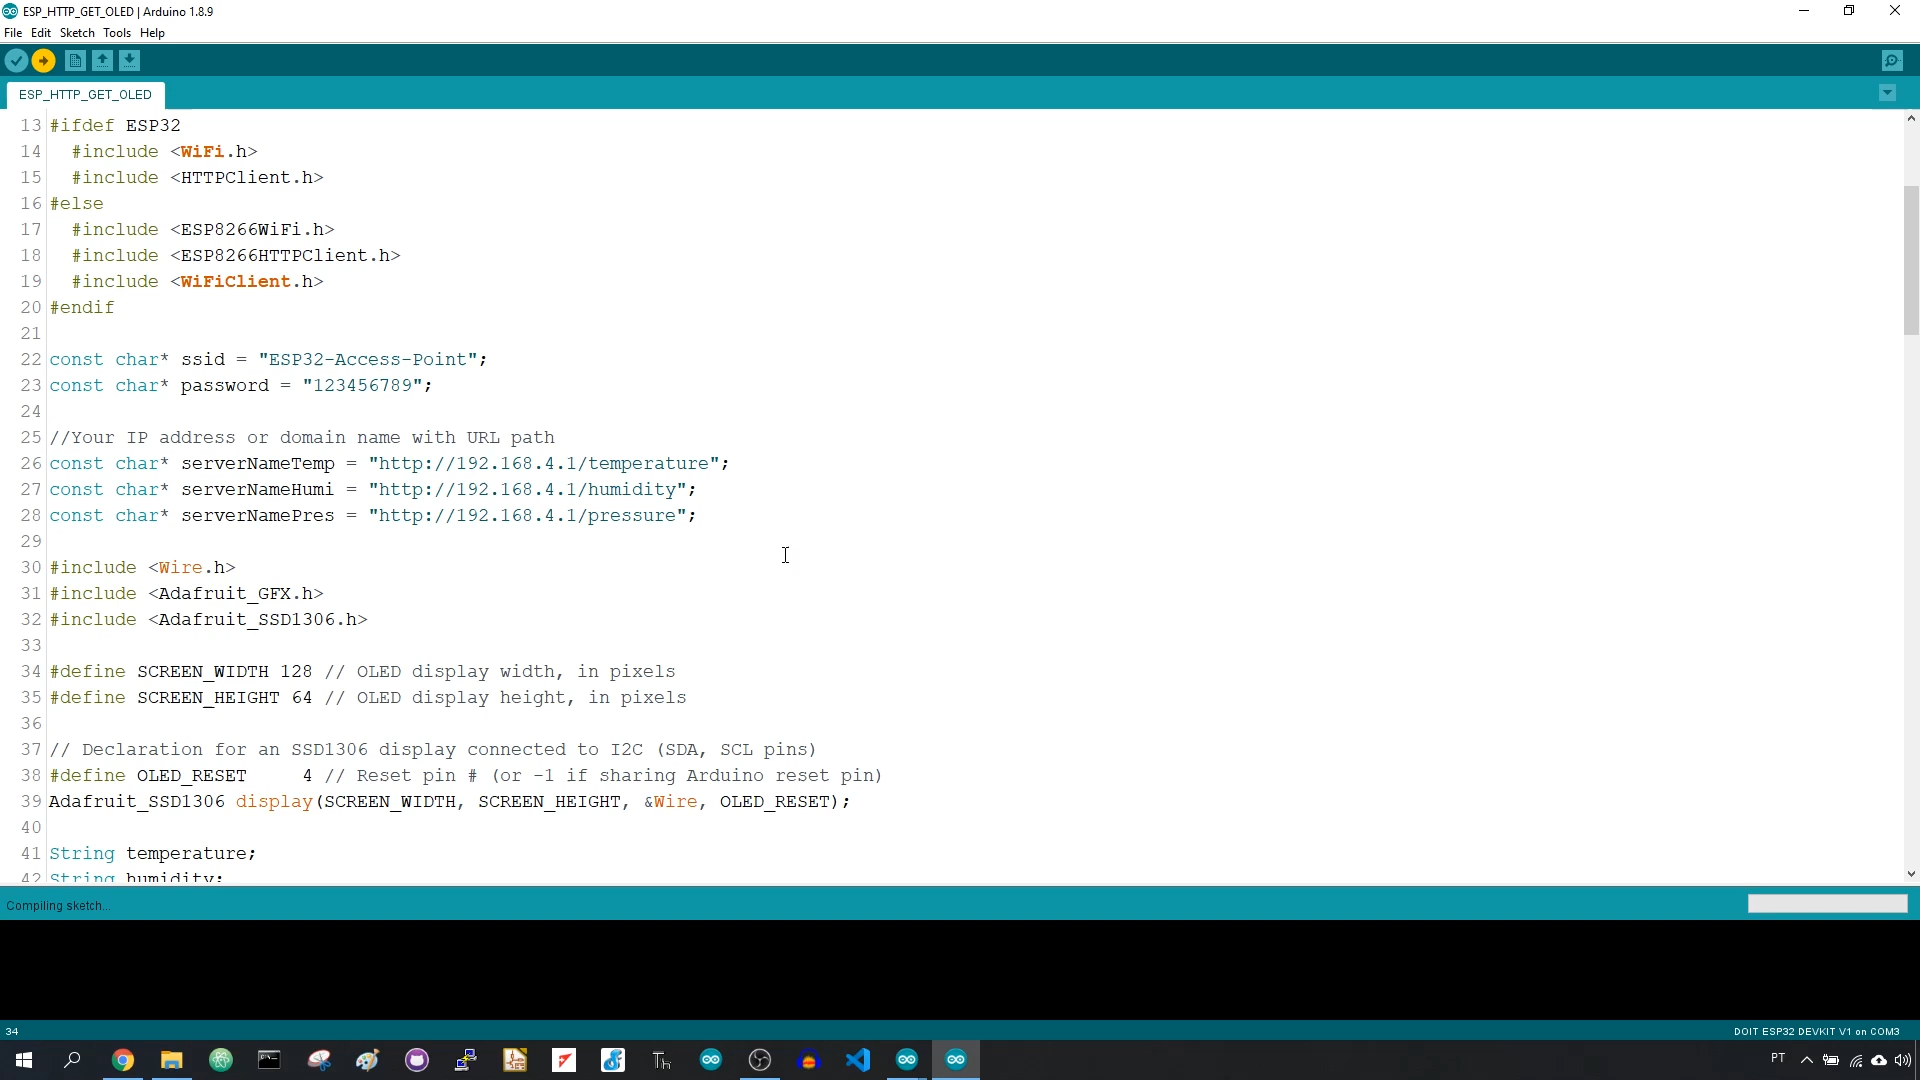 ESP_HTTP_GET_OLED | Arduino 1.8.9
File Edit Sketch Tools Help
ESP_HTTP_GET_OLED
13 #ifdef ESP32
14   #include <WiFi.h>
15   #include <HTTPClient.h>
16 #else
17   #include <ESP8266WiFi.h>
18   #include <ESP8266HTTPClient.h>
19   #include <WiFiClient.h>
20 #endif
21
22 const char* ssid = "ESP32-Access-Point";
23 const char* password = "123456789";
24
25 //Your IP address or domain name with URL path
26 const char* serverNameTemp = "http://192.168.4.1/temperature";
27 const char* serverNameHumi = "http://192.168.4.1/humidity";
28 const char* serverNamePres = "http://192.168.4.1/pressure";
29
30 #include <Wire.h>
31 #include <Adafruit_GFX.h>
32 #include <Adafruit_SSD1306.h>
33
34 #define SCREEN_WIDTH 128 // OLED display width, in pixels
35 #define SCREEN_HEIGHT 64 // OLED display height, in pixels
36
37 // Declaration for an SSD1306 display connected to I2C (SDA, SCL pins)
38 #define OLED_RESET     4 // Reset pin # (or -1 if sharing Arduino reset pin)
39 Adafruit_SSD1306 display(SCREEN_WIDTH, SCREEN_HEIGHT, &Wire, OLED_RESET);
40
41 String temperature;
42 String humidity;
Compiling sketch...
34 DOIT ESP32 DEVKIT V1 on COM3
Th PT